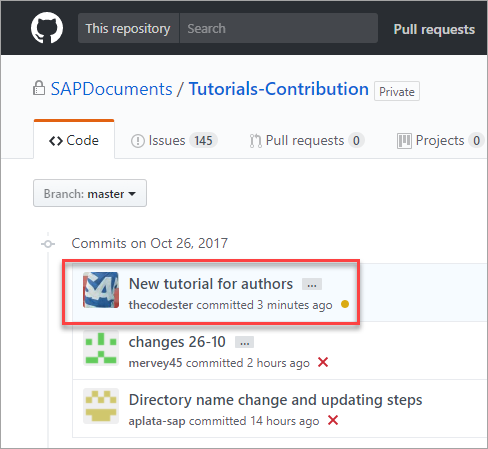 This repository Search Pull requests
SAPDocuments / Tutorials-Contribution Private
<> Code Issues 145 Pull requests 0 Projects 0
Branch: master
Commits on Oct 26, 2017
New tutorial for authors ...
thecodester committed 3 minutes ago
changes 26-10 ...
mervey45 committed 2 hours ago
Directory name change and updating steps
aplata-sap committed 14 hours ago